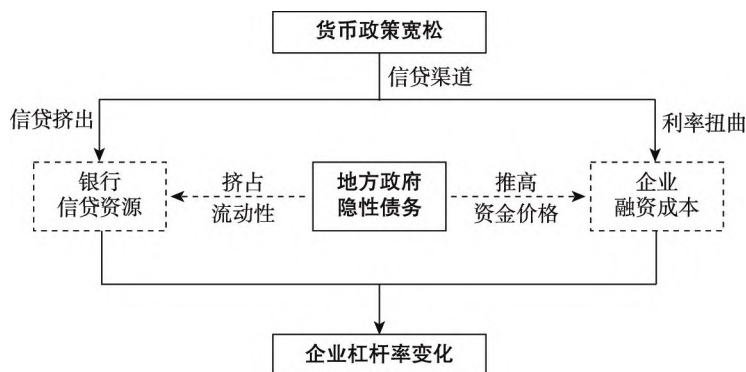 货币政策宽松
信贷渠道
信贷挤出
利率扭曲
银行
信贷资源
挤占
流动性
地方政府
隐性债务
推高
资金价格
企业
融资成本
企业杠杆率变化